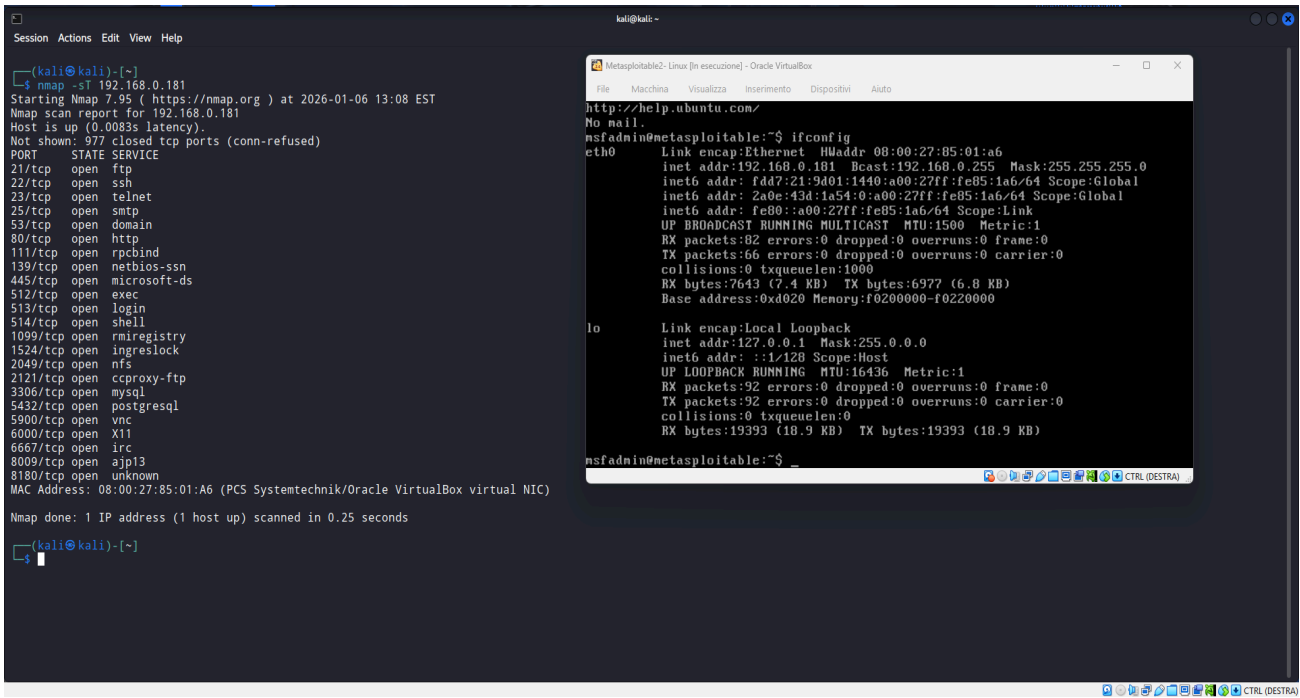 kali@kali: ~
Session Actions Edit View Help
┌──(kali㉿kali)-[~]
└─$ nmap -sT 192.168.0.181
Starting Nmap 7.95 ( https://nmap.org ) at 2026-01-06 13:08 EST
Nmap scan report for 192.168.0.181
Host is up (0.0083s latency).
Not shown: 977 closed tcp ports (conn-refused)
PORT     STATE SERVICE
21/tcp   open  ftp
22/tcp   open  ssh
23/tcp   open  telnet
25/tcp   open  smtp
53/tcp   open  domain
80/tcp   open  http
111/tcp  open  rpcbind
139/tcp  open  netbios-ssn
445/tcp  open  microsoft-ds
512/tcp  open  exec
513/tcp  open  login
514/tcp  open  shell
1099/tcp open  rmiregistry
1524/tcp open  ingreslock
2049/tcp open  nfs
2121/tcp open  ccproxy-ftp
3306/tcp open  mysql
5432/tcp open  postgresql
5900/tcp open  vnc
6000/tcp open  X11
6667/tcp open  irc
8009/tcp open  ajp13
8180/tcp open  unknown
MAC Address: 08:00:27:85:01:A6 (PCS Systemtechnik/Oracle VirtualBox virtual NIC)
Nmap done: 1 IP address (1 host up) scanned in 0.25 seconds
┌──(kali㉿kali)-[~]
└─$
Metasploitable2- Linux [In esecuzione] - Oracle VirtualBox
File Macchina Visualizza Inserimento Dispositivi Aiuto
http://help.ubuntu.com/
No mail.
msfadmin@metasploitable:~$ ifconfig
eth0      Link encap:Ethernet  HWaddr 08:00:27:85:01:a6
inet addr:192.168.0.181  Bcast:192.168.0.255  Mask:255.255.255.0
inet6 addr: fdd7:21:9d01:1440:a00:27ff:fe85:1a6/64 Scope:Global
inet6 addr: 2a0e:43d:1a54:0:a00:27ff:fe85:1a6/64 Scope:Global
inet6 addr: fe80::a00:27ff:fe85:1a6/64 Scope:Link
UP BROADCAST RUNNING MULTICAST  MTU:1500  Metric:1
RX packets:82 errors:0 dropped:0 overruns:0 frame:0
TX packets:66 errors:0 dropped:0 overruns:0 carrier:0
collisions:0 txqueuelen:1000
RX bytes:7643 (7.4 KB)  TX bytes:6977 (6.8 KB)
Base address:0xd020 Memory:f0200000-f0220000
lo        Link encap:Local Loopback
inet addr:127.0.0.1  Mask:255.0.0.0
inet6 addr: ::1/128 Scope:Host
UP LOOPBACK RUNNING  MTU:16436  Metric:1
RX packets:92 errors:0 dropped:0 overruns:0 frame:0
TX packets:92 errors:0 dropped:0 overruns:0 carrier:0
collisions:0 txqueuelen:0
RX bytes:19393 (18.9 KB)  TX bytes:19393 (18.9 KB)
msfadmin@metasploitable:~$ _
CTRL (DESTRA)
CTRL (DESTRA)